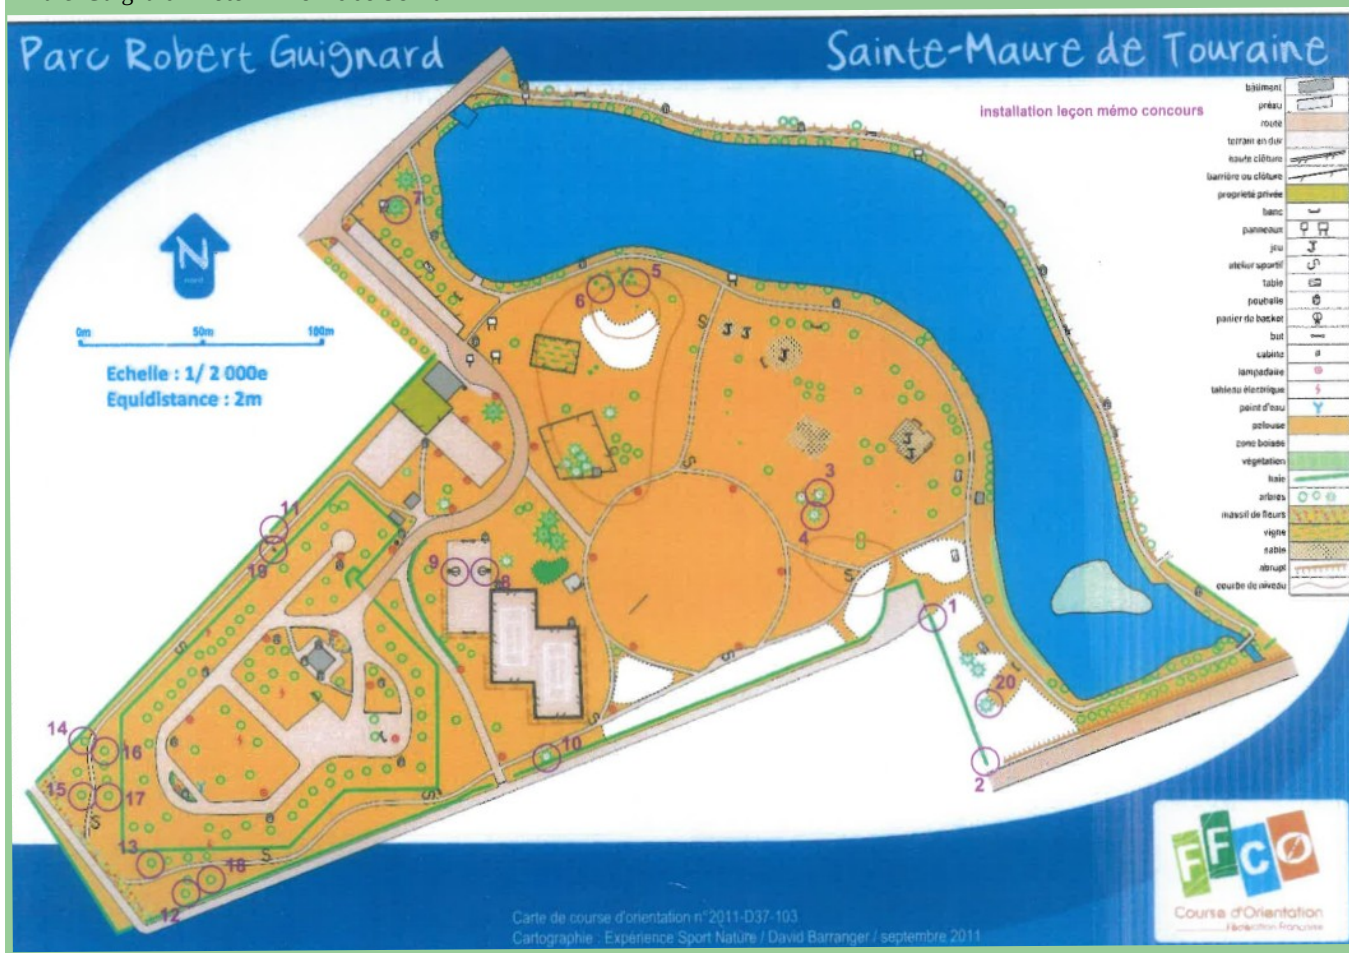 Parc Robert Guignard
Sainte-Maure de Touraine
installation leçon mémo concours
bâtiment
préau
route
terrain en dur
haute clôture
barrière ou clôture
propriété privée
banc
panneaux
jeu
atelier sportif
table
poubelle
panier de basket
but
cabine
lampadaire
tableau électrique
point d'eau
pelouse
zone boisée
végétation
haie
arbres
massif de fleurs
vigne
sable
abrupt
courbe de niveau
N
nord
0m 50m 100m
Echelle : 1/ 2 000e
Equidistance : 2m
7
5
6
3
4
11
19
9
8
1
20
2
10
14
16
15
17
13
18
12
FFCO
Course d'Orientation
Fédération Française
Carte de course d'orientation n°2011-D37-103
Cartographie : Expérience Sport Nature / David Barranger / septembre 2011